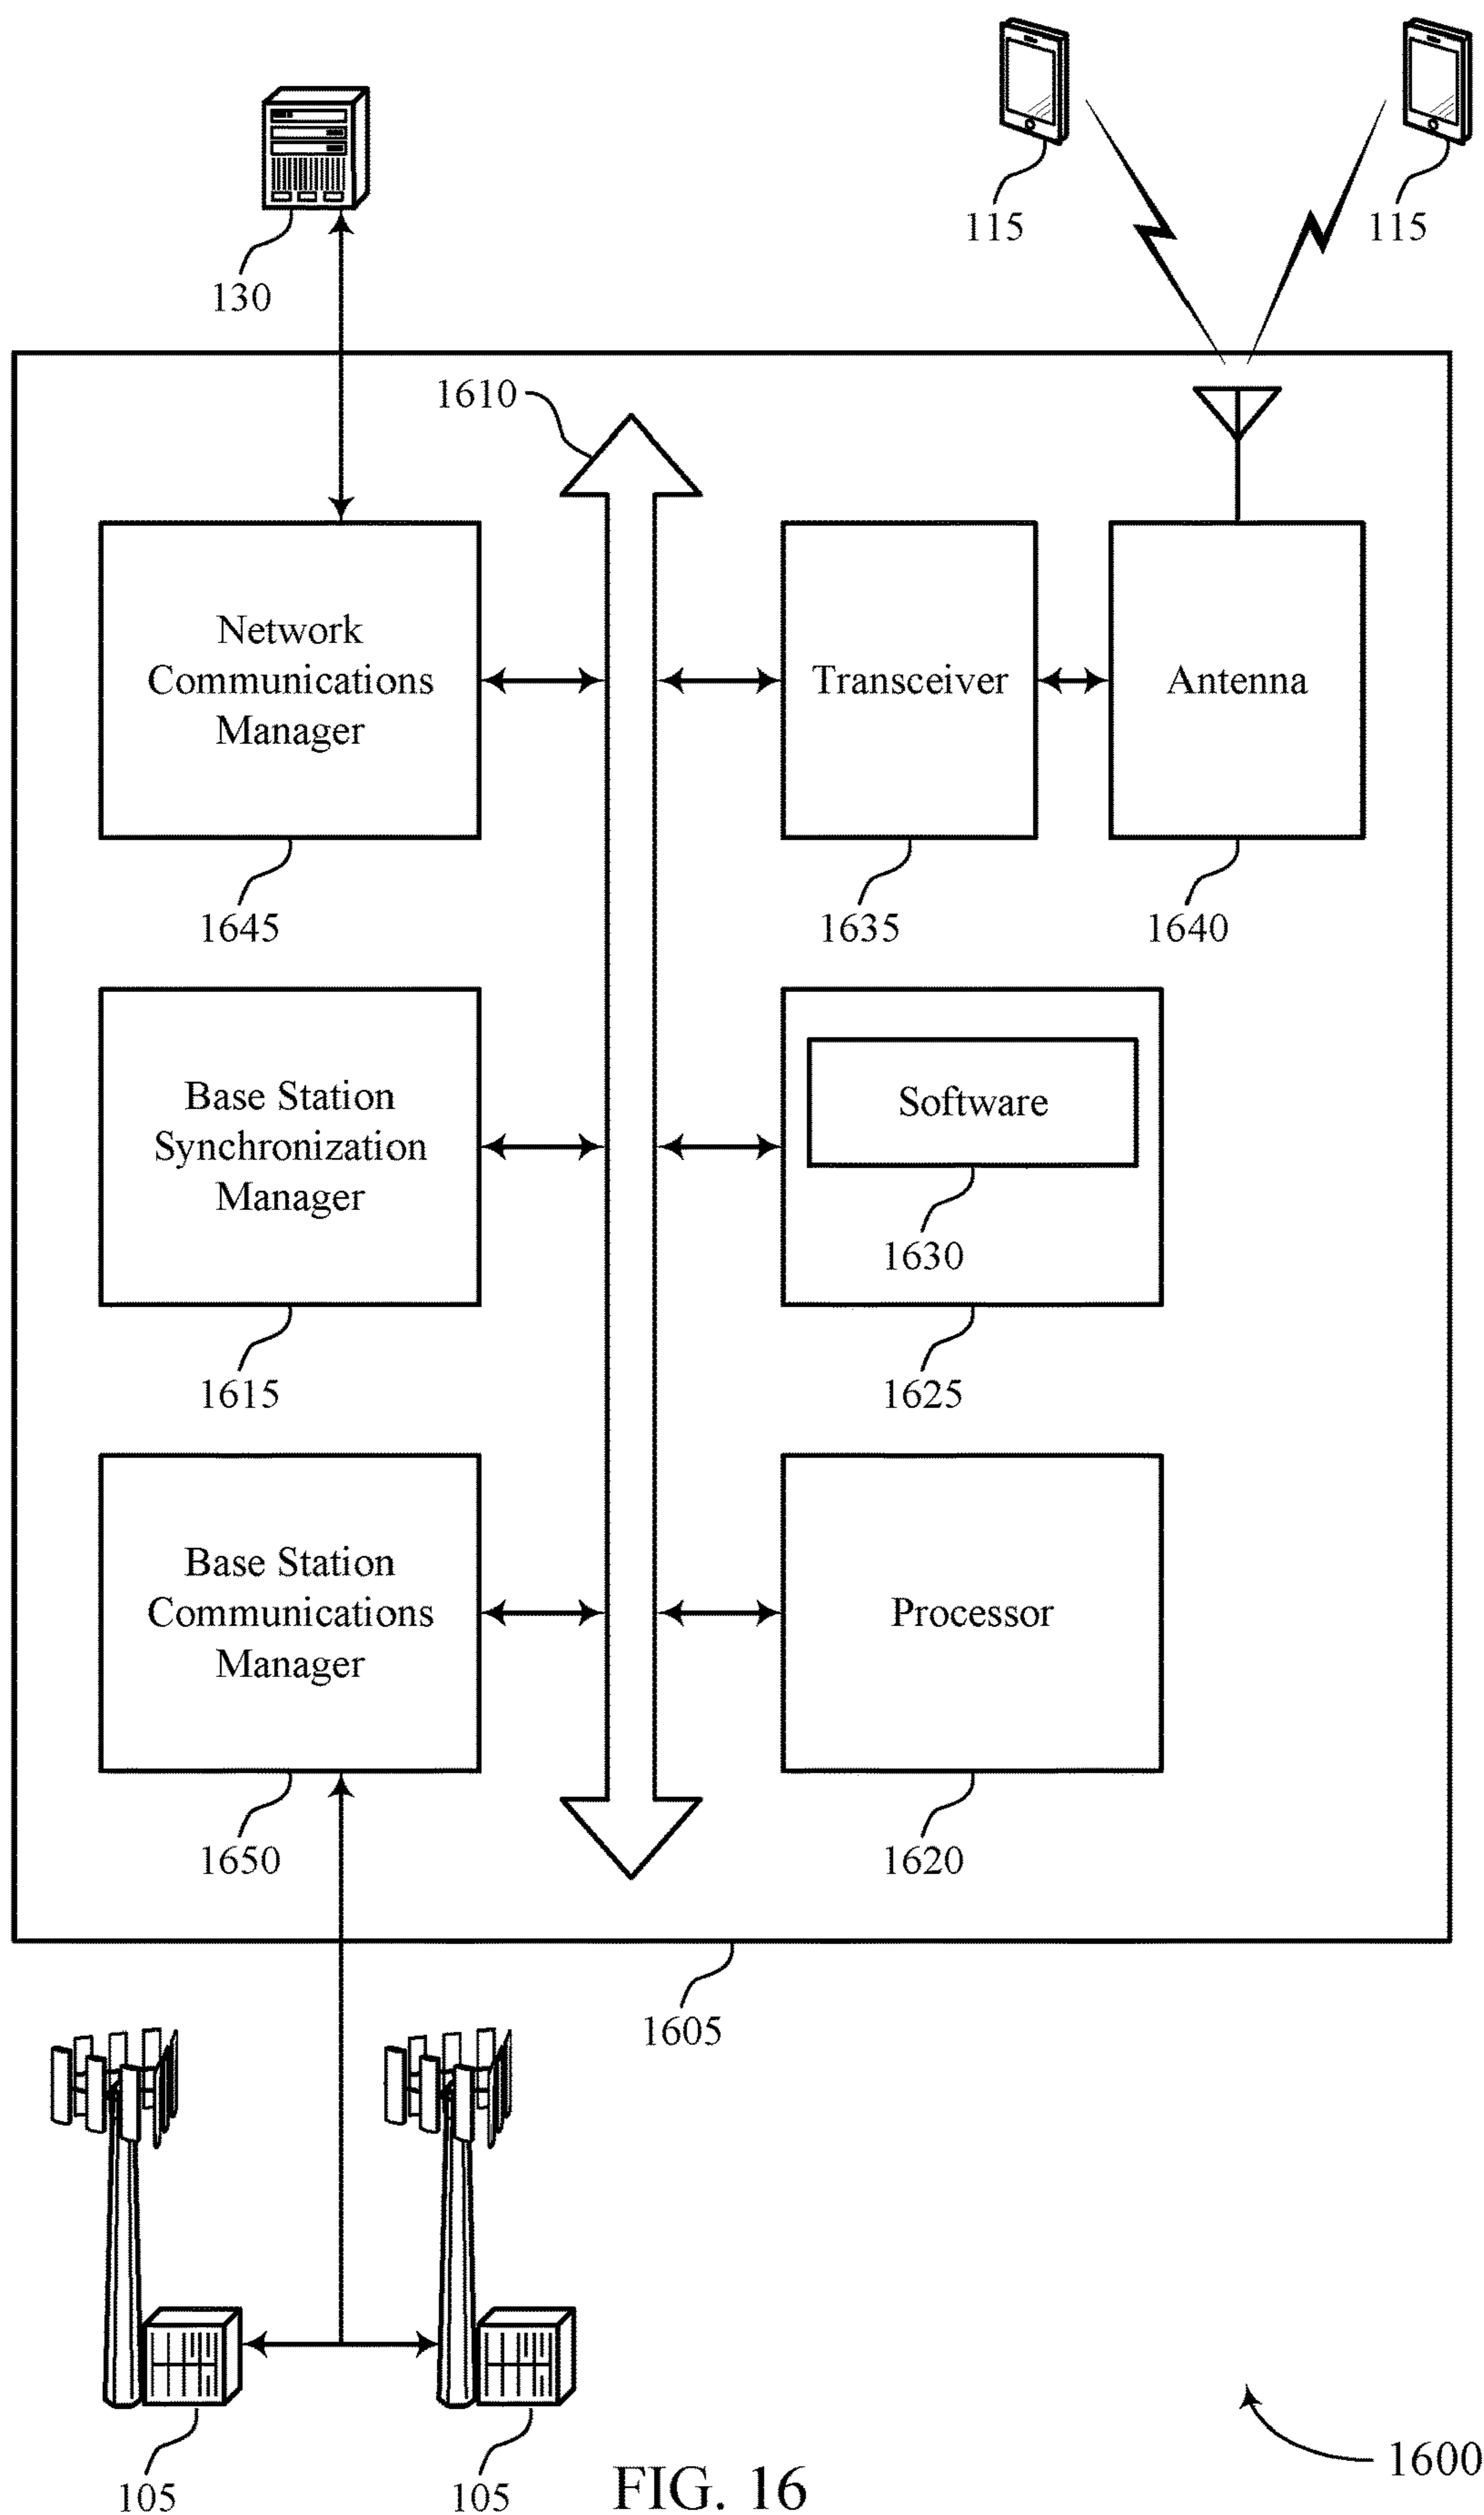 115
115
130
1610
Network
Communications
Manager
Transceiver
Antenna
1645
1635
1640
Base Station
Synchronization
Manager
Software
1630
1615
1625
Base Station
Communications
Manager
Processor
1650
1620
1605
105
105
FIG. 16
1600